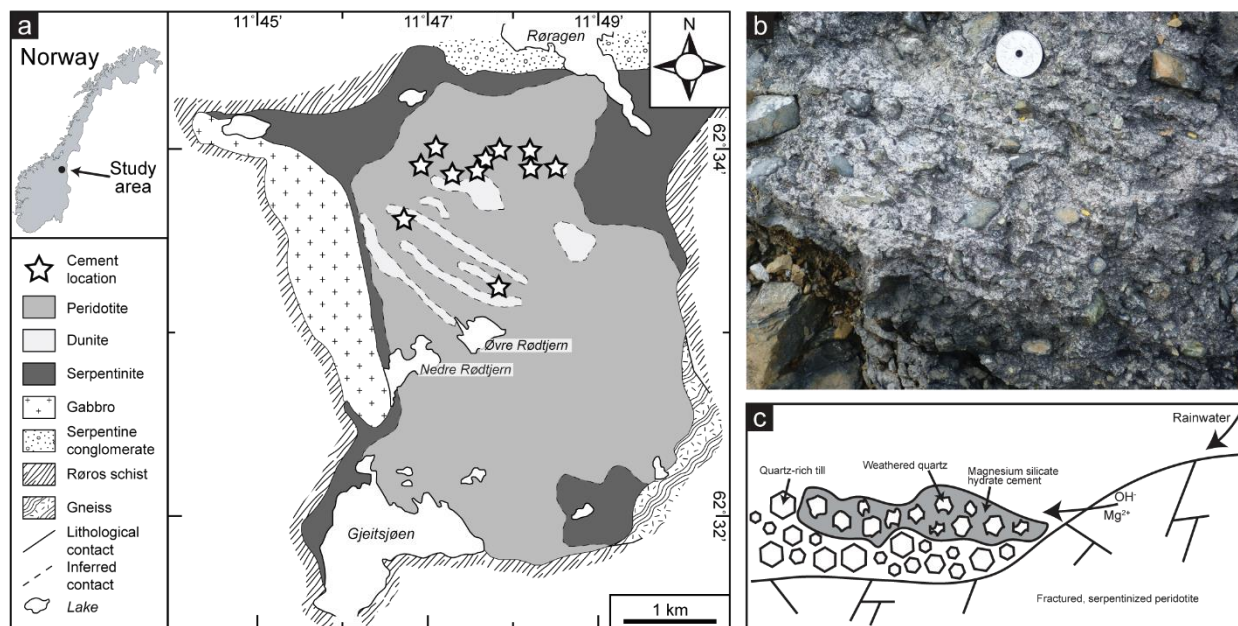 a
11°45'
11°47'
11°49'
Norway
Study
area
Røragen
N
62°34'
Øvre Rødtjern
Nedre Rødtjern
62°32'
Gjeitsjøen
1 km
Cement
location
Peridotite
Dunite
Serpentinite
Gabbro
Serpentine
conglomerate
Røros schist
Gneiss
Lithological
contact
Inferred
contact
Lake
b
c
Rainwater
Quartz-rich till
Weathered quartz
Magnesium silicate
hydrate cement
OH-
Mg²⁺
Fractured, serpentinized peridotite